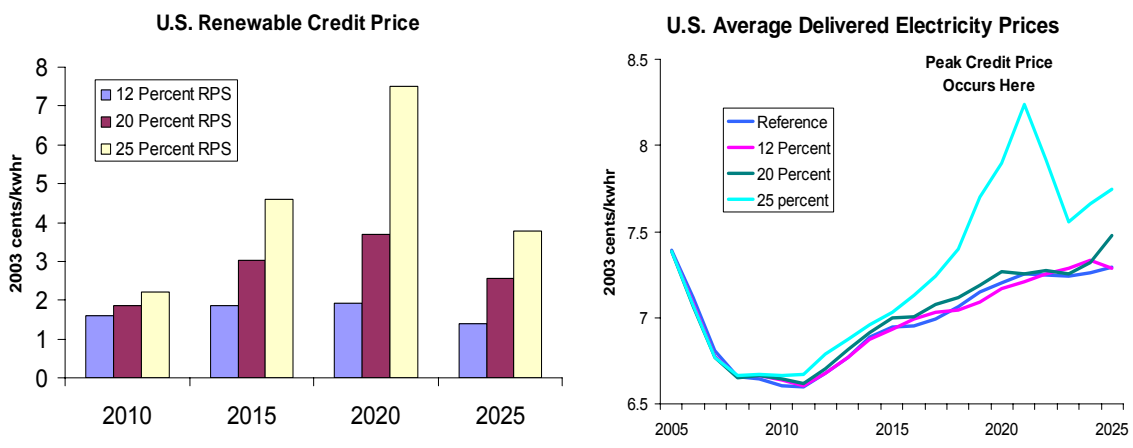 U.S. Renewable Credit Price
8
7
6
5
4
3
2
1
0
2003 cents/kwhr
12 Percent RPS
20 Percent RPS
25 Percent RPS
2010 2015 2020 2025
U.S. Average Delivered Electricity Prices
Peak Credit Price
Occurs Here
8.5
8
7.5
7
6.5
2003 cents/kwhr
Reference
12 Percent
20 Percent
25 percent
2005 2010 2015 2020 2025